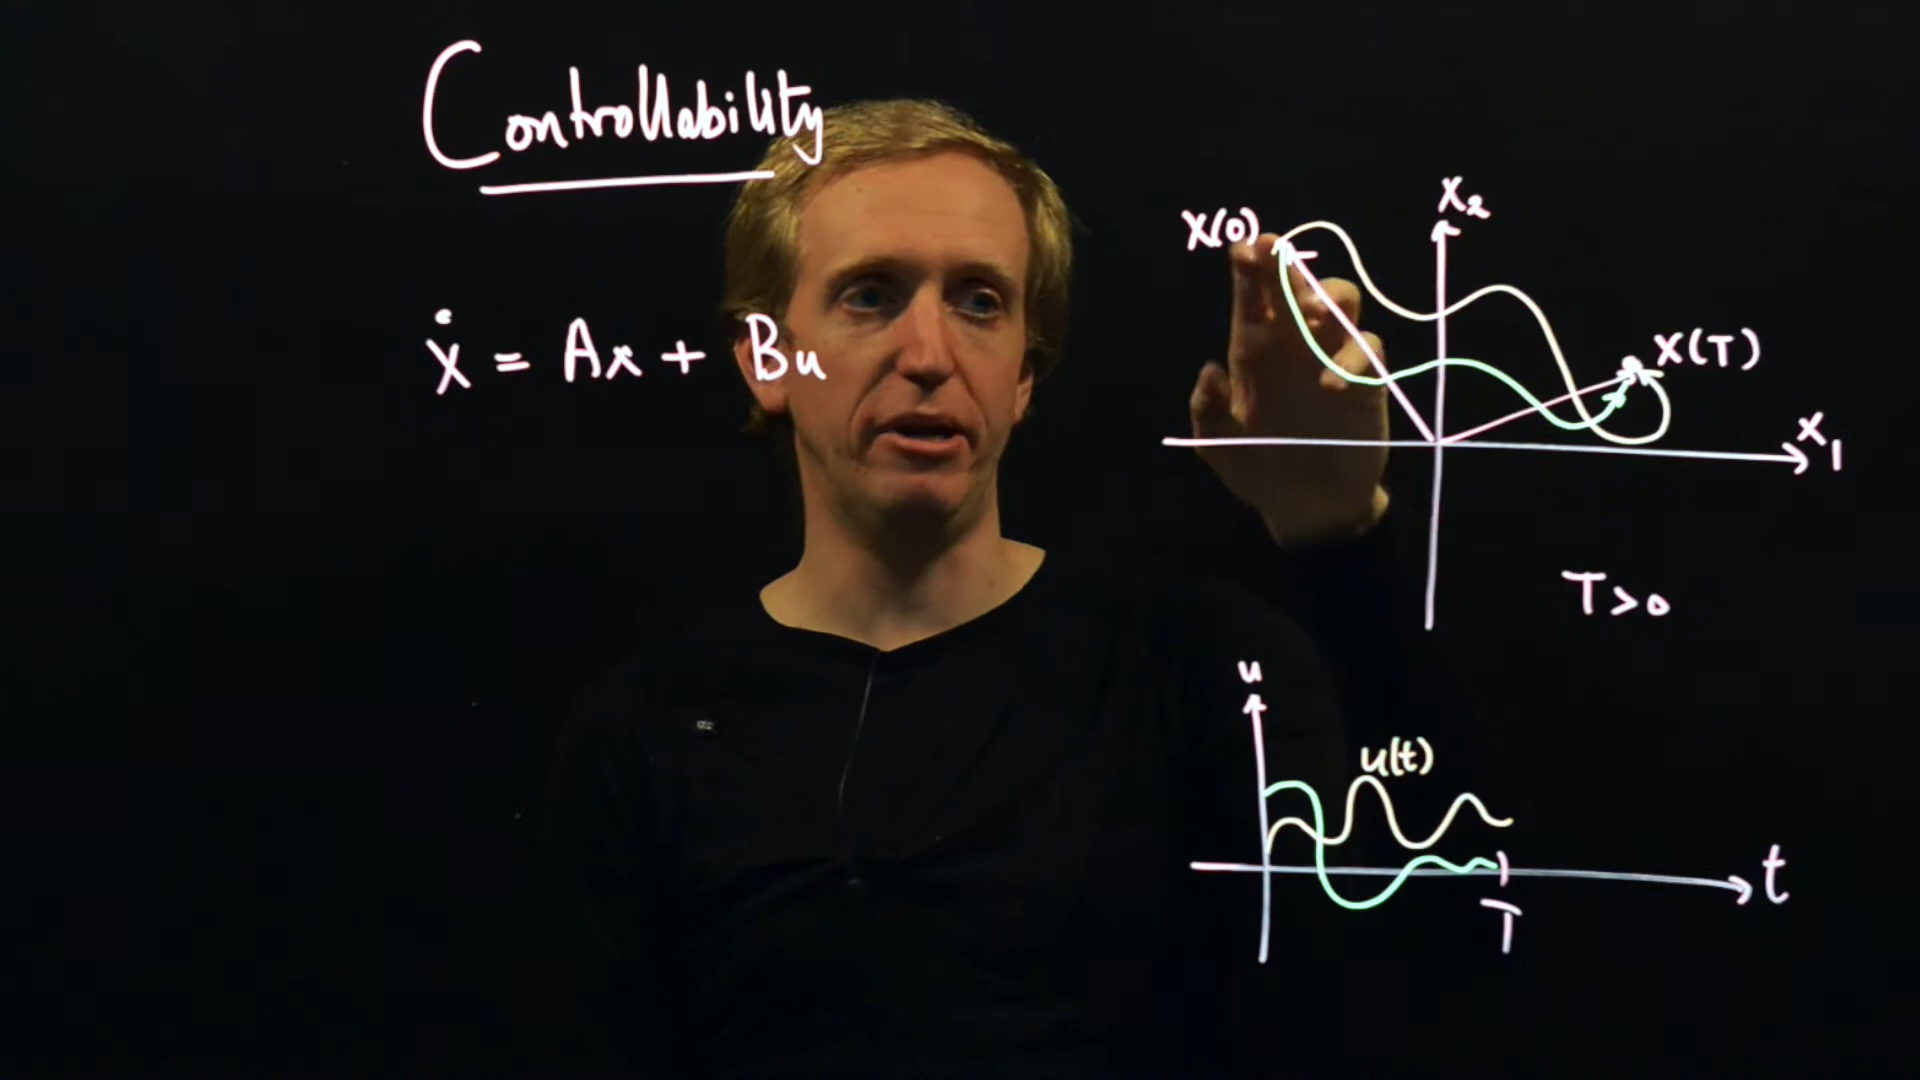 Controllability
ẋ = Ax + Bu
x₂
x(0)
x(T)
x₁
T>0
u
u(t)
t
T